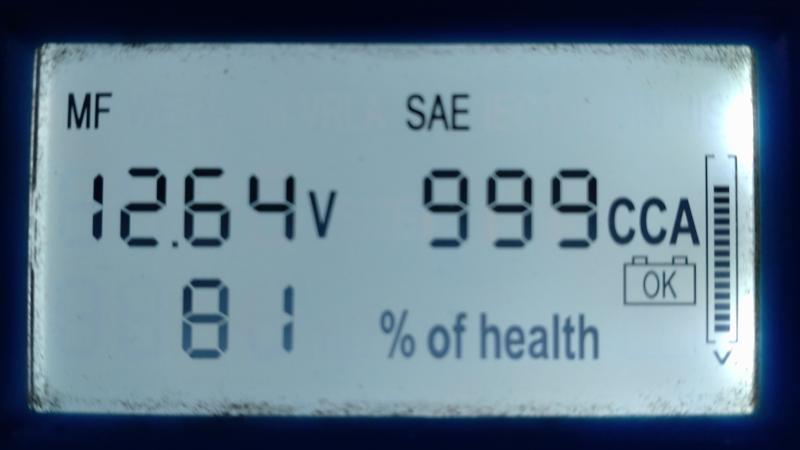 MF SAE
12.64V 999CCA
OK
81 % of health